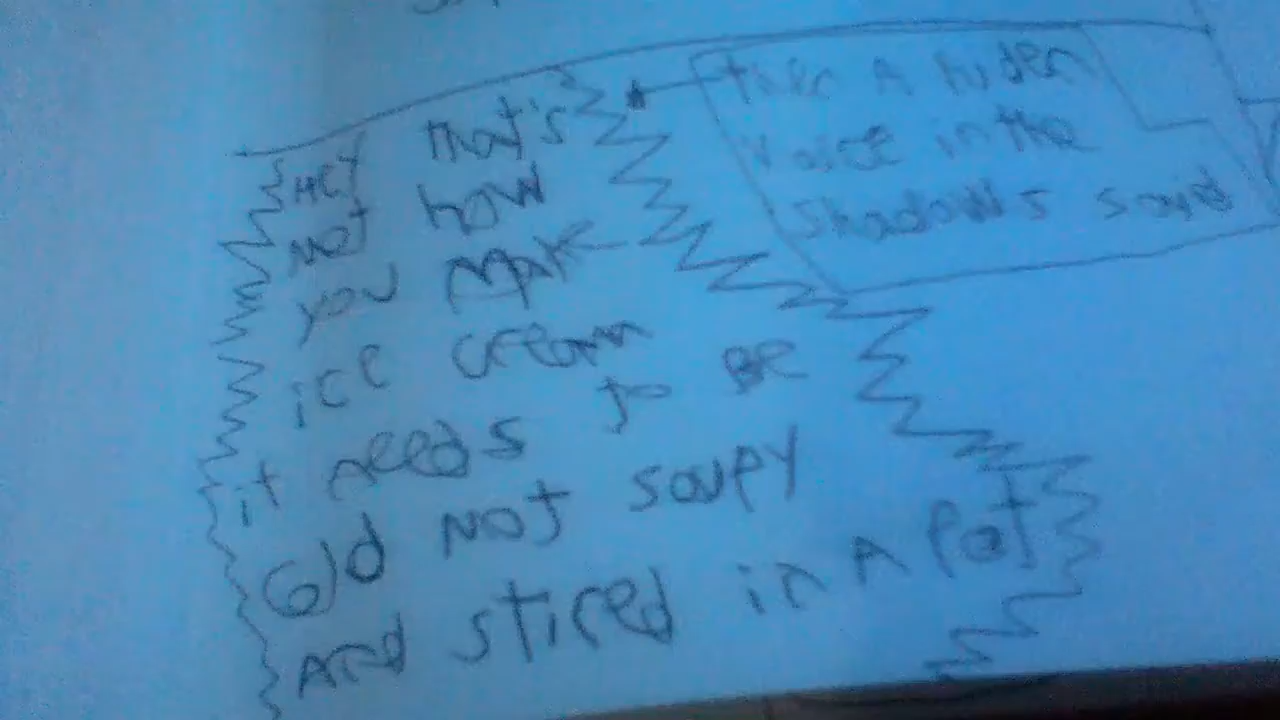 HEY that's
not how
you MAKE
ice cream
it needs to BE
cold NOT soupy
And stired in A Pot
then A hiden
Voice in the
shadows said